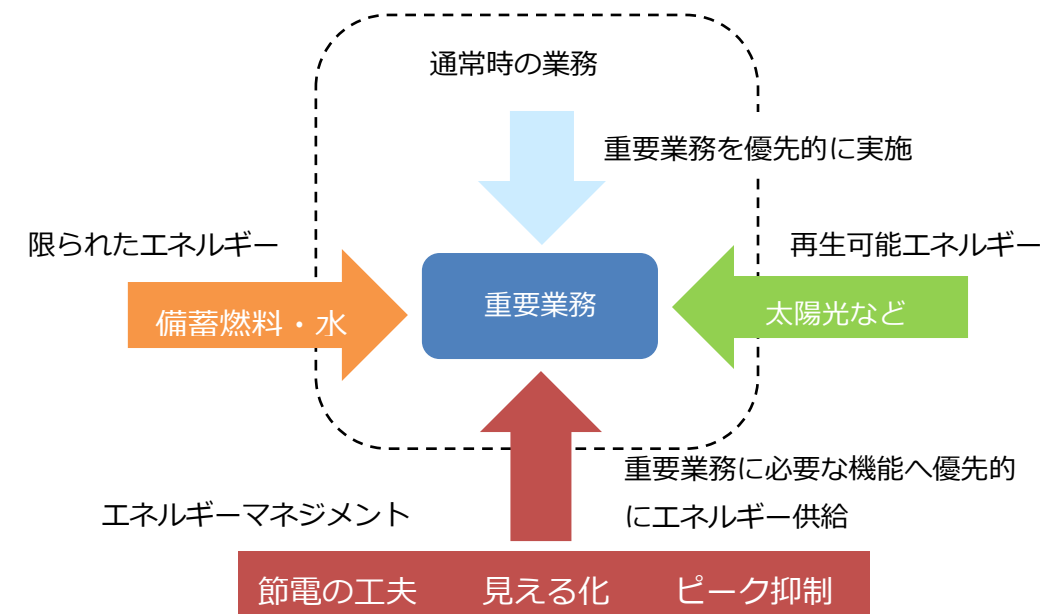 通常時の業務
重要業務を優先的に実施
限られたエネルギー
再生可能エネルギー
備蓄燃料・水
重要業務
太陽光など
重要業務に必要な機能へ優先的
にエネルギー供給
エネルギーマネジメント
節電の工夫 見える化 ピーク抑制